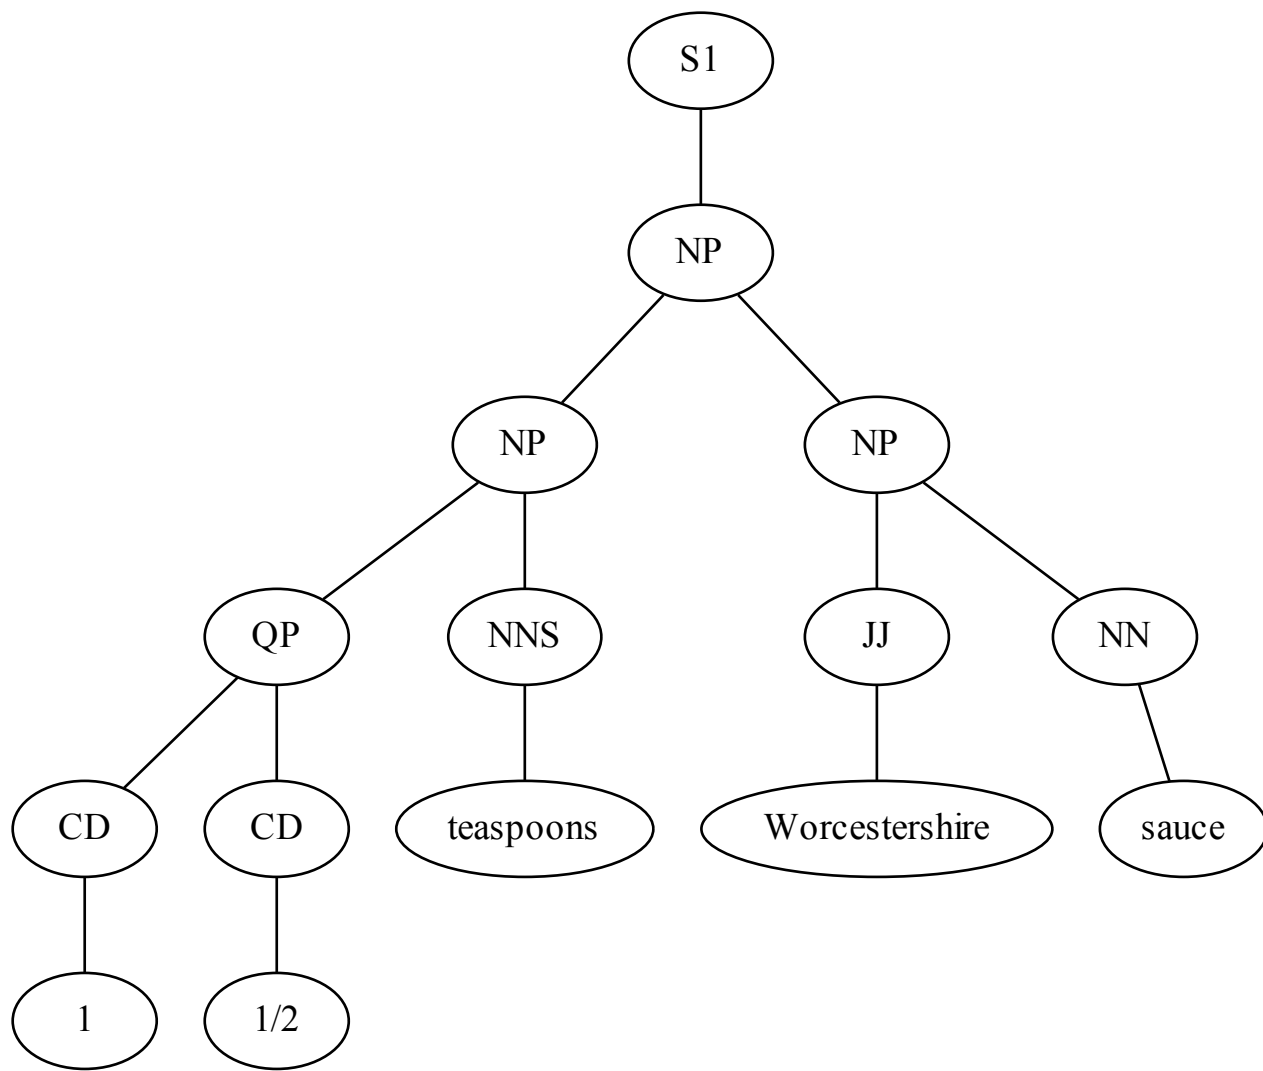 S1
NP
NP NP
QP NNS JJ NN
CD CD teaspoons Worcestershire sauce
1 1/2